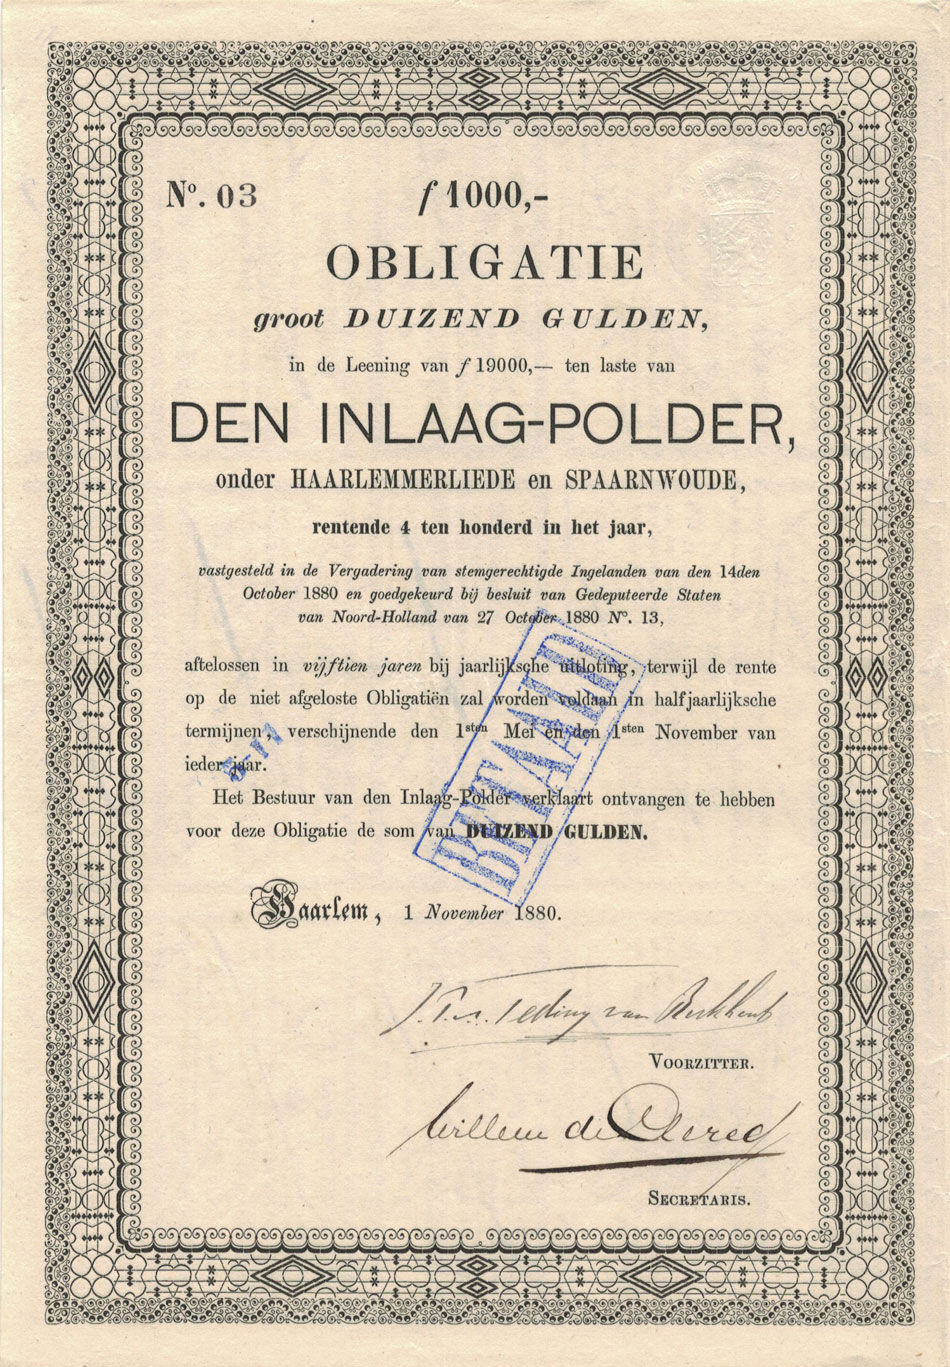 Nº. 03 ƒ 1000,-
OBLIGATIE
groot DUIZEND GULDEN,
in de Leening van ƒ 19000,— ten laste van
DEN INLAAG-POLDER,
onder HAARLEMMERLIEDE en SPAARNWOUDE,
rentende 4 ten honderd in het jaar,
vastgesteld in de Vergadering van stemgerechtigde Ingelanden van den 14den
October 1880 en goedgekeurd bij besluit van Gedeputeerde Staten
van Noord-Holland van 27 October 1880 Nº. 13,
aftelossen in vijftien jaren bij jaarlijksche uitloting, terwijl de rente
op de niet afgeloste Obligatiën zal worden voldaan in halfjaarlijksche
termijnen, verschijnende den 1sten Mei en den 1sten November van
ieder jaar.
Het Bestuur van den Inlaag-Polder verklaart ontvangen te hebben
voor deze Obligatie de som van DUIZEND GULDEN.
BETAALD
Haarlem, 1 November 1880.
Teding van Berkhout
VOORZITTER.
Willem de
SECRETARIS.